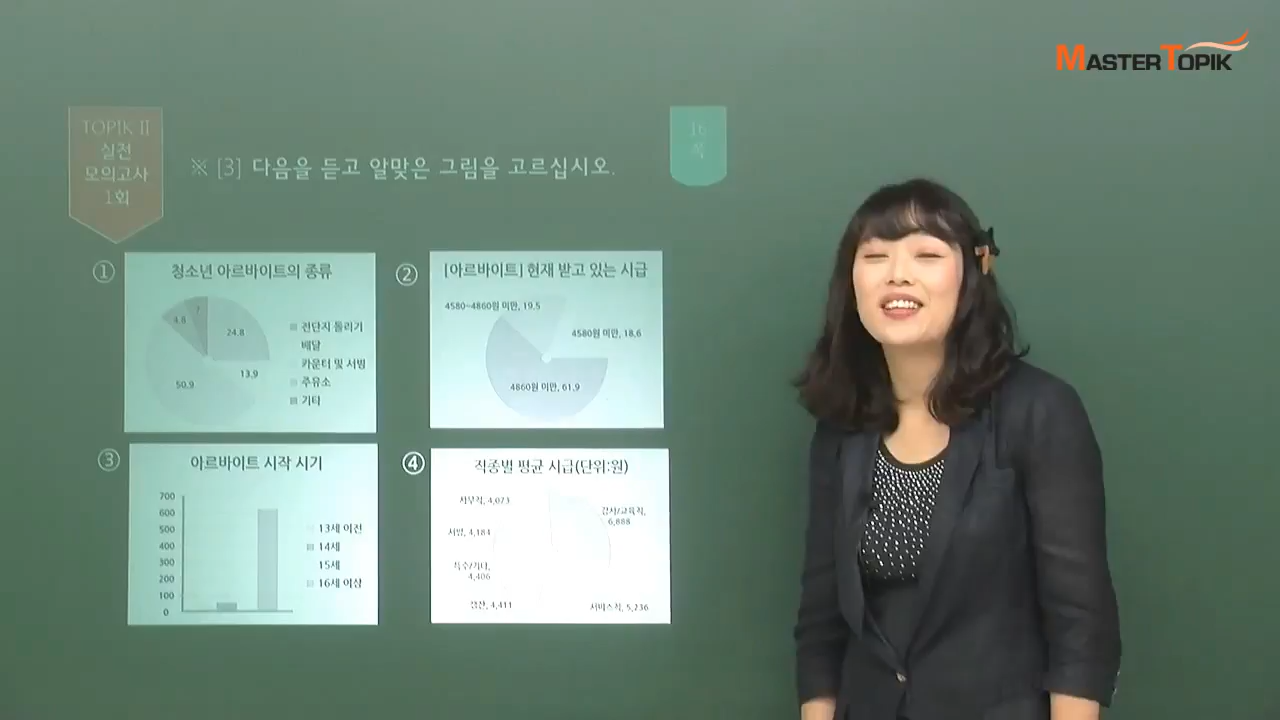 MASTER TOPIK
TOPIK II
실전
모의고사
1회
※ [3] 다음을 듣고 알맞은 그림을 고르십시오.
16
쪽
①
청소년 아르바이트의 종류
4.8
7
24.8
13.9
50.9
전단지 돌리기
배달
카운터 및 서빙
주유소
기타
②
[아르바이트] 현재 받고 있는 시급
4580~4860원 미만, 19.5
4580원 미만, 18.6
4860원 미만, 61.9
③
아르바이트 시작 시기
700
600
500
400
300
200
100
0
13세 이전
14세
15세
16세 이상
④
직종별 평균 시급(단위:원)
사무직, 4,073
강사/교육직,
6,888
서빙, 4,184
특수/기타,
4,406
4,411
서비스직, 5,236